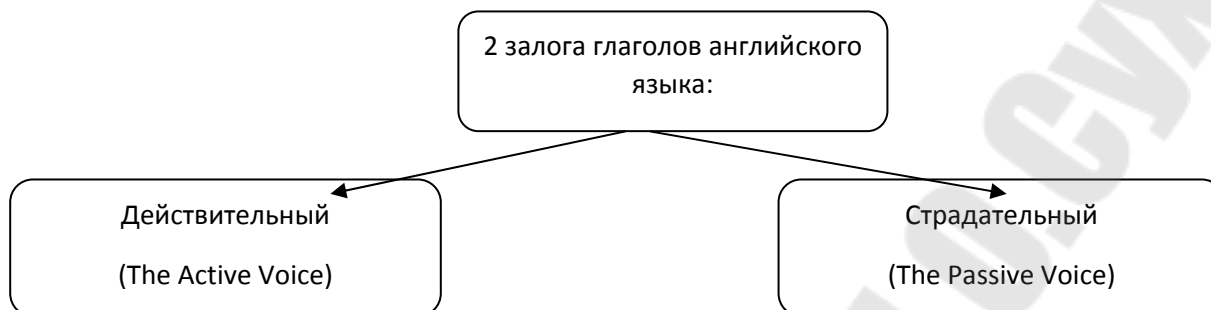 2 залога глаголов английского
языка:
Действительный
(The Active Voice)
Страдательный
(The Passive Voice)